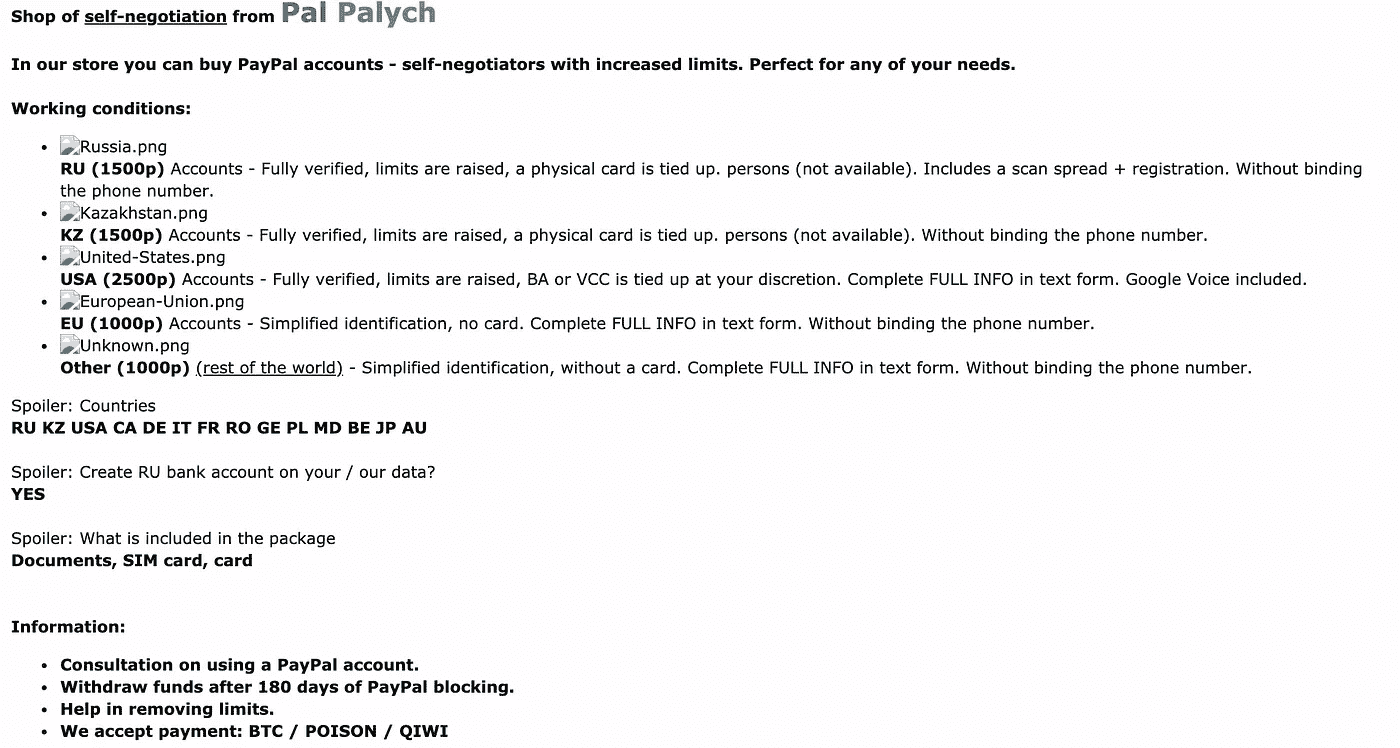 Shop of self-negotiation from Pal Palych
In our store you can buy PayPal accounts - self-negotiators with increased limits. Perfect for any of your needs.
Working conditions:
Russia.png
RU (1500p) Accounts - Fully verified, limits are raised, a physical card is tied up. persons (not available). Includes a scan spread + registration. Without binding
the phone number.
Kazakhstan.png
KZ (1500p) Accounts - Fully verified, limits are raised, a physical card is tied up. persons (not available). Without binding the phone number.
United-States.png
USA (2500p) Accounts - Fully verified, limits are raised, BA or VCC is tied up at your discretion. Complete FULL INFO in text form. Google Voice included.
European-Union.png
EU (1000p) Accounts - Simplified identification, no card. Complete FULL INFO in text form. Without binding the phone number.
Unknown.png
Other (1000p) (rest of the world) - Simplified identification, without a card. Complete FULL INFO in text form. Without binding the phone number.
Spoiler: Countries
RU KZ USA CA DE IT FR RO GE PL MD BE JP AU
Spoiler: Create RU bank account on your / our data?
YES
Spoiler: What is included in the package
Documents, SIM card, card
Information:
Consultation on using a PayPal account.
Withdraw funds after 180 days of PayPal blocking.
Help in removing limits.
We accept payment: BTC / POISON / QIWI